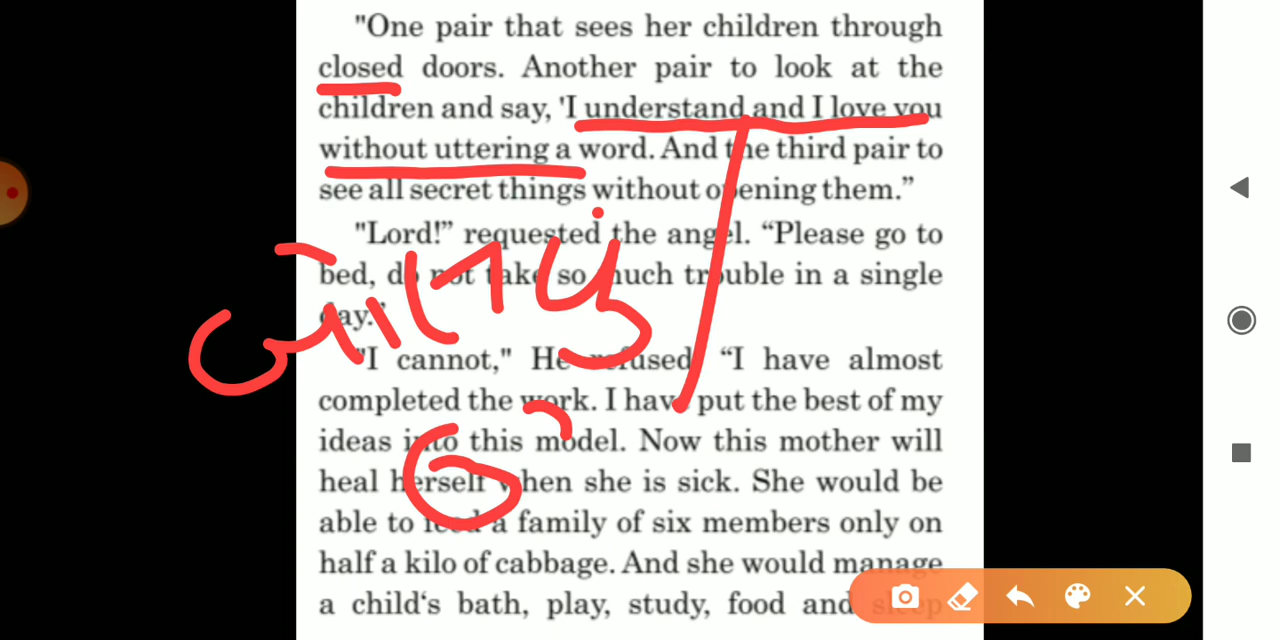 "One pair that sees her children through
closed doors. Another pair to look at the
children and say, 'I understand and I love you
without uttering a word. And the third pair to
see all secret things without opening them.”
"Lord!” requested the angel. “Please go to
bed, do not take so much trouble in a single
day.”
"I cannot," He refused. “I have almost
completed the work. I have put the best of my
ideas into this model. Now this mother will
heal herself when she is sick. She would be
able to feed a family of six members only on
half a kilo of cabbage. And she would manage
a child‘s bath, play, study, food and sleep